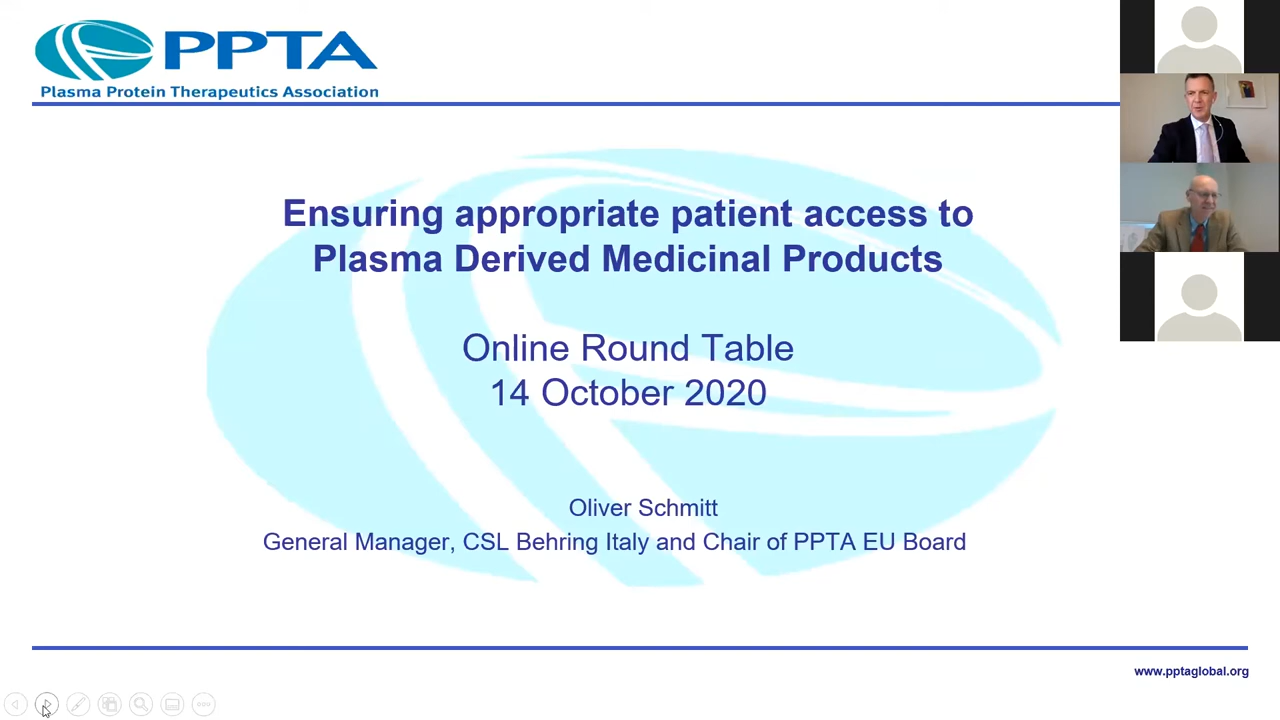 PPTA
Plasma Protein Therapeutics Association
Ensuring appropriate patient access to
Plasma Derived Medicinal Products
Online Round Table
14 October 2020
Oliver Schmitt
General Manager, CSL Behring Italy and Chair of PPTA EU Board
www.pptaglobal.org